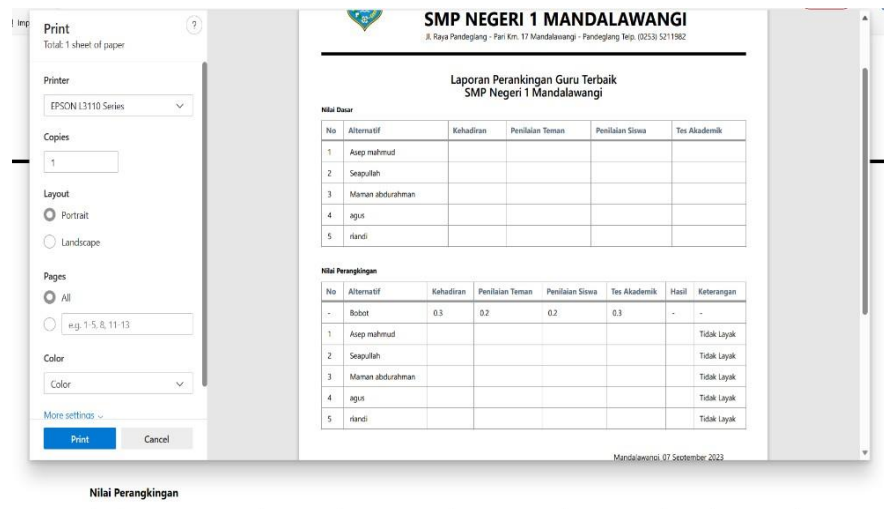 Imp
Print
?
Total: 1 sheet of paper
Printer
EPSON L3110 Series
Copies
1
Layout
Portrait
Landscape
Pages
All
e.g. 1-5, 8, 11-13
Color
Color
More settings
Print Cancel
SMP NEGERI 1 MANDALAWANGI
Jl. Raya Pandeglang - Pari Km. 17 Mandalawangi - Pandeglang Telp. (0253) 5211982
Laporan Perankingan Guru Terbaik
SMP Negeri 1 Mandalawangi
Nilai Dasar
No Alternatif Kehadiran Penilaian Teman Penilaian Siswa Tes Akademik
1 Asep mahmud
2 Seapullah
3 Maman abdurahman
4 agus
5 riandi
Nilai Perangkingan
No Alternatif Kehadiran Penilaian Teman Penilaian Siswa Tes Akademik Hasil Keterangan
- Bobot 0.3 0.2 0.2 0.3 - -
1 Asep mahmud Tidak Layak
2 Seapullah Tidak Layak
3 Maman abdurahman Tidak Layak
4 agus Tidak Layak
5 riandi Tidak Layak
Mandalawangi, 07 September 2023
Nilai Perangkingan